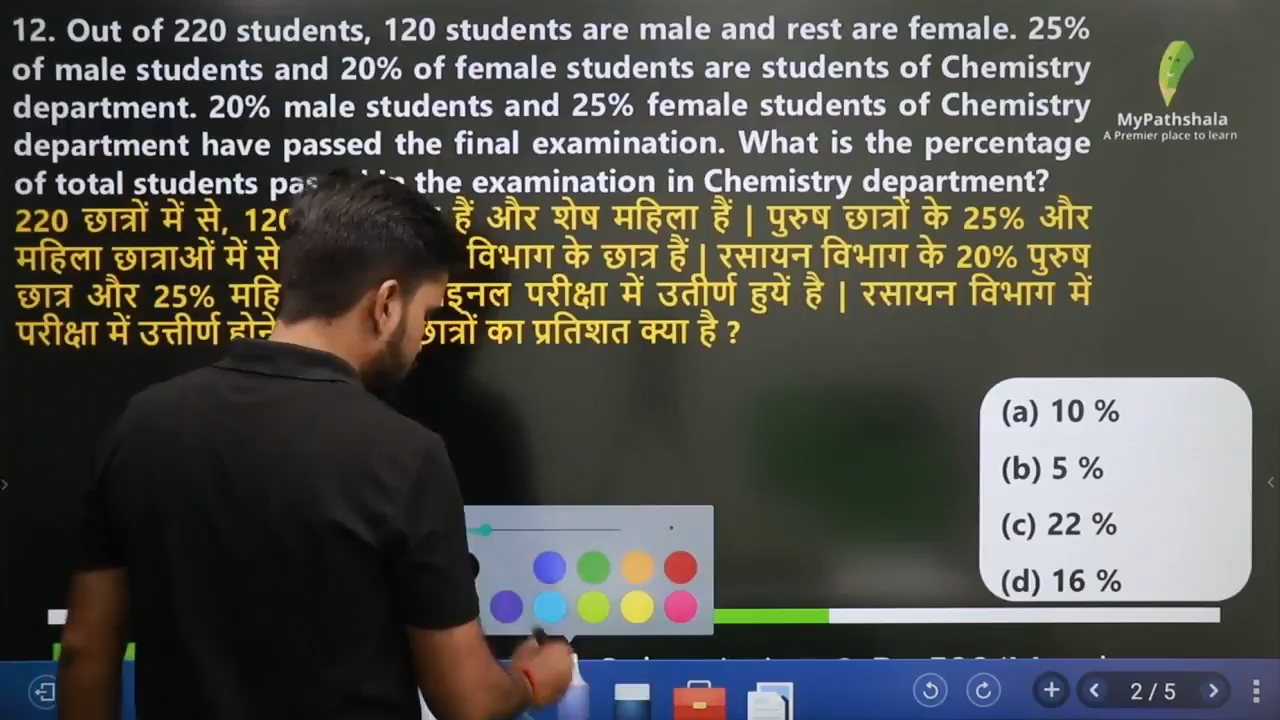 12. Out of 220 students, 120 students are male and rest are female. 25%
of male students and 20% of female students are students of Chemistry
department. 20% male students and 25% female students of Chemistry
department have passed the final examination. What is the percentage
of total students the examination in Chemistry department?
220 छात्रों में से, 120 हैं और शेष महिला हैं | पुरुष छात्रों के 25% और
महिला छात्राओं में से विभाग के छात्र हैं | रसायन विभाग के 20% पुरुष
छात्र और 25% परीक्षा में उतीर्ण हुयें है | रसायन विभाग में
परीक्षा में उत्तीर्ण छात्रों का प्रतिशत क्या है ?
MyPathshala
A Premier place to learn
(a) 10 %
(b) 5 %
(c) 22 %
(d) 16 %
2 / 5